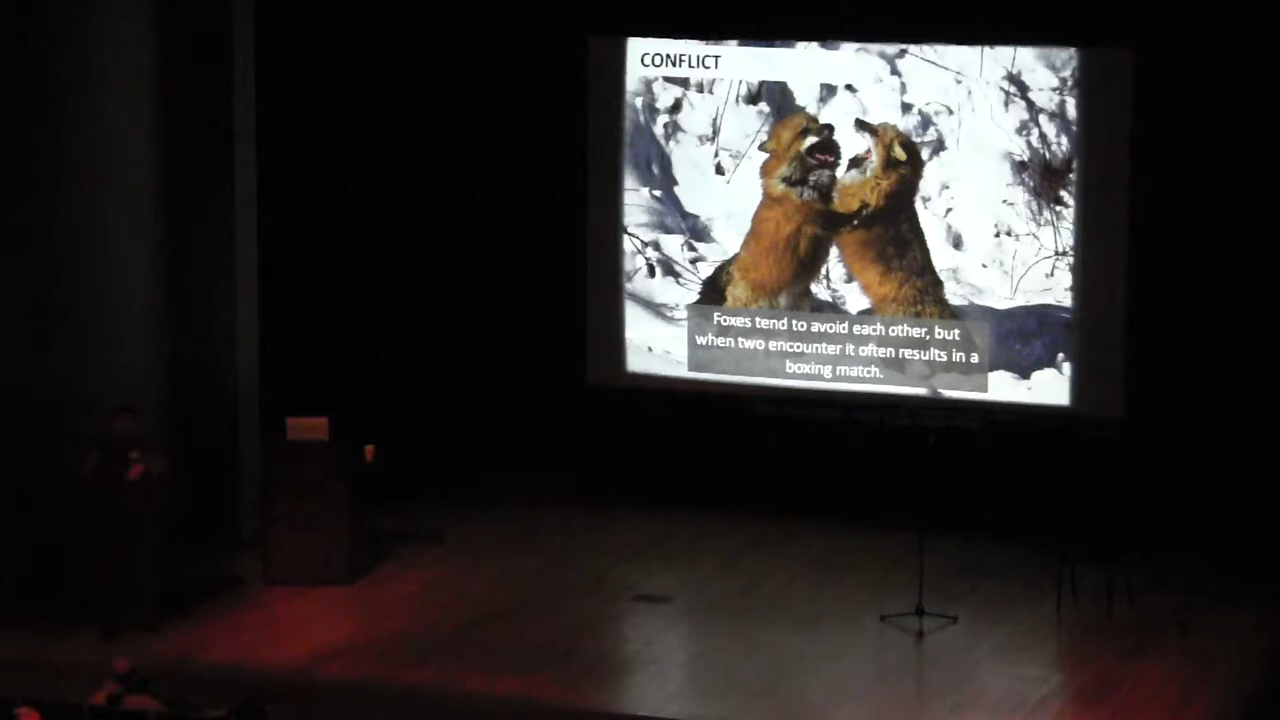 CONFLICT
Foxes tend to avoid each other, but
when two encounter it often results in a
boxing match.